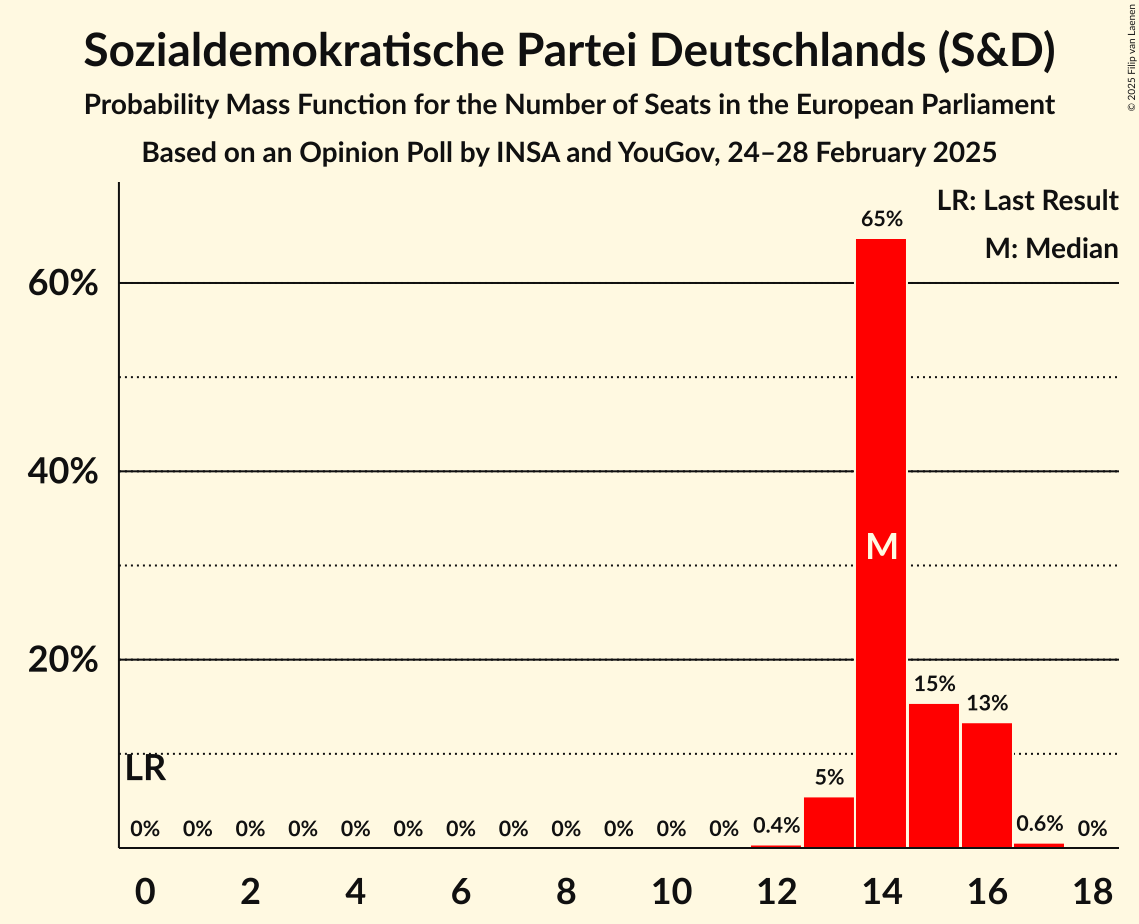 Sozialdemokratische Partei Deutschlands (S&D)
Probability Mass Function for the Number of Seats in the European Parliament
Based on an Opinion Poll by INSA and YouGov, 24–28 February 2025
© 2025 Filip van Laenen
LR: Last Result
M: Median
65%
60%
40%
M
20%
15%
13%
LR
5%
0% 0% 0% 0% 0% 0% 0% 0% 0% 0% 0% 0% 0.4% 0.6% 0%
0 2 4 6 8 10 12 14 16 18